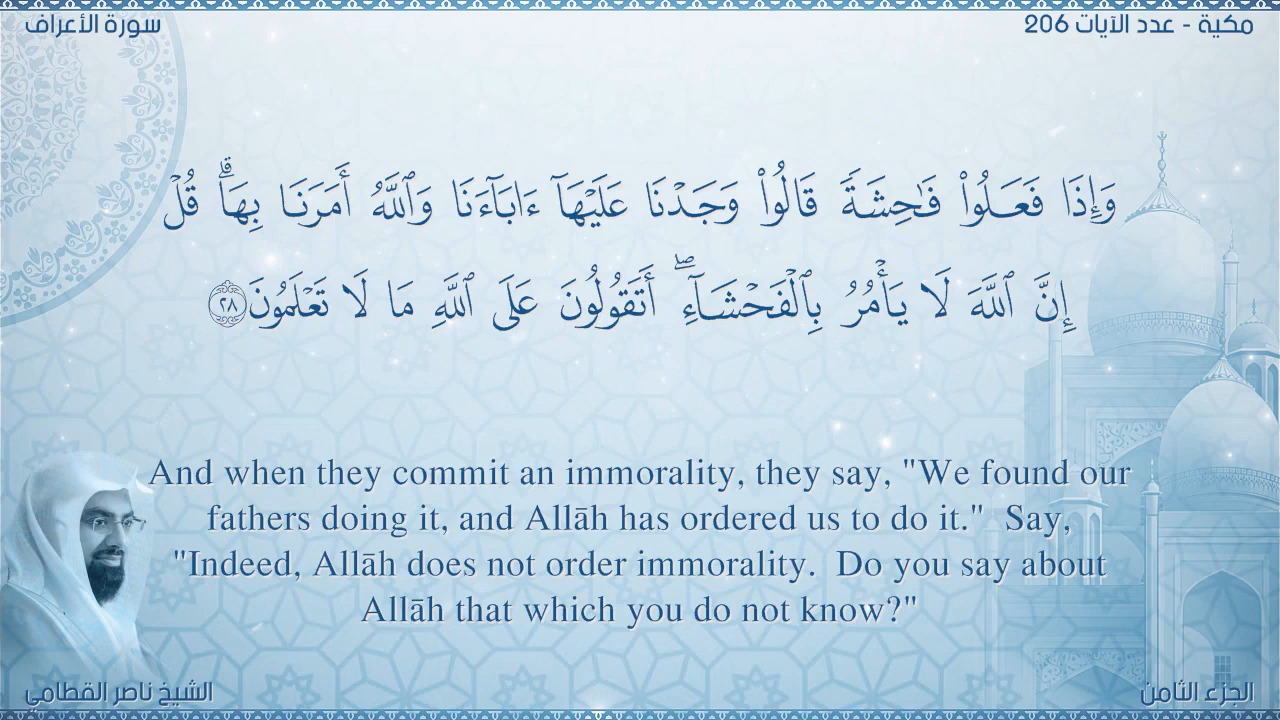 سورة الأعراف
مكية - عدد الآيات 206
وَإِذَا فَعَلُوا۟ فَـٰحِشَةً قَالُوا۟ وَجَدْنَا عَلَيْهَآ ءَابَآءَنَا وَٱللَّهُ أَمَرَنَا بِهَا ۗ قُلْ
إِنَّ ٱللَّهَ لَا يَأْمُرُ بِٱلْفَحْشَآءِ ۖ أَتَقُولُونَ عَلَى ٱللَّهِ مَا لَا تَعْلَمُونَ ٢٨
And when they commit an immorality, they say, "We found our
fathers doing it, and Allāh has ordered us to do it."  Say,
"Indeed, Allāh does not order immorality.  Do you say about
Allāh that which you do not know?"
الشيخ ناصر القطامي
الجزء الثامن